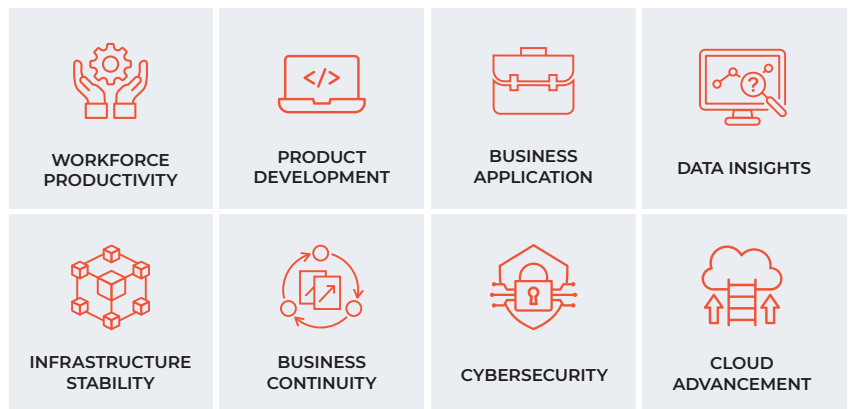 WORKFORCE
PRODUCTIVITY
PRODUCT
DEVELOPMENT
BUSINESS
APPLICATION
DATA INSIGHTS
INFRASTRUCTURE
STABILITY
BUSINESS
CONTINUITY
CYBERSECURITY
CLOUD
ADVANCEMENT